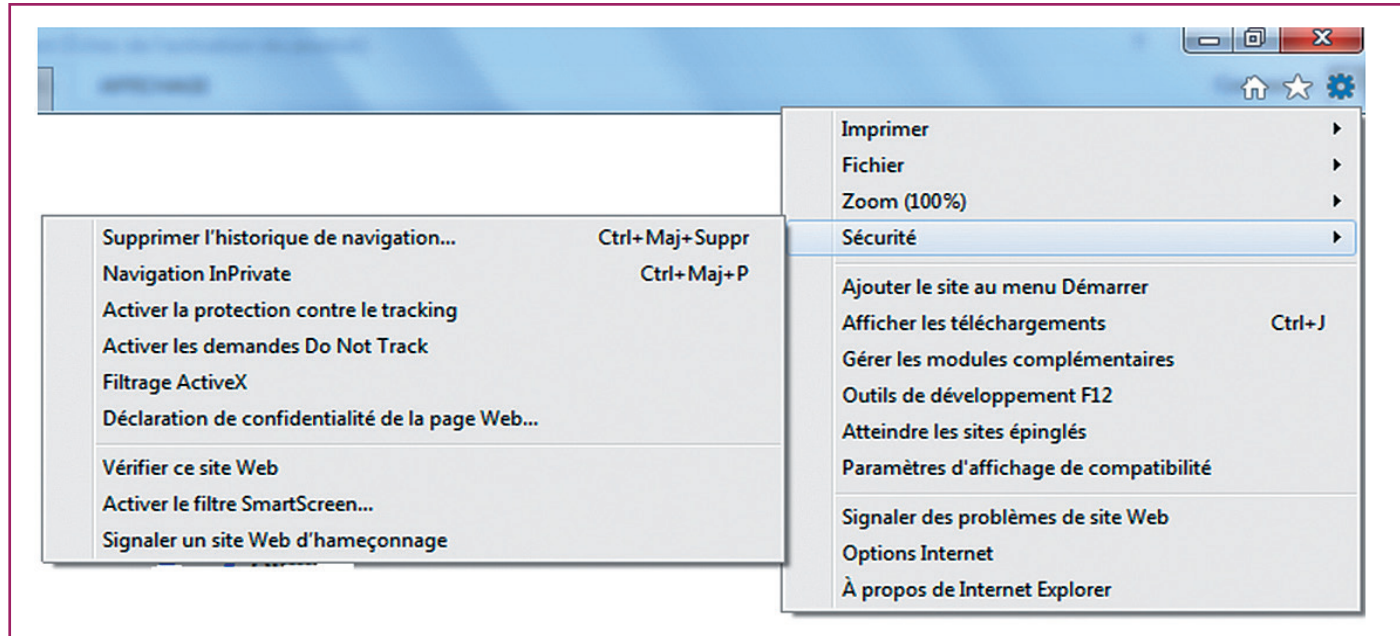 AFFICHAGE
Imprimer
Fichier
Zoom (100%)
Sécurité
Ajouter le site au menu Démarrer
Afficher les téléchargements Ctrl+J
Gérer les modules complémentaires
Outils de développement F12
Atteindre les sites épinglés
Paramètres d'affichage de compatibilité
Signaler des problèmes de site Web
Options Internet
À propos de Internet Explorer
Supprimer l’historique de navigation... Ctrl+Maj+Suppr
Navigation InPrivate Ctrl+Maj+P
Activer la protection contre le tracking
Activer les demandes Do Not Track
Filtrage ActiveX
Déclaration de confidentialité de la page Web...
Vérifier ce site Web
Activer le filtre SmartScreen...
Signaler un site Web d’hameçonnage